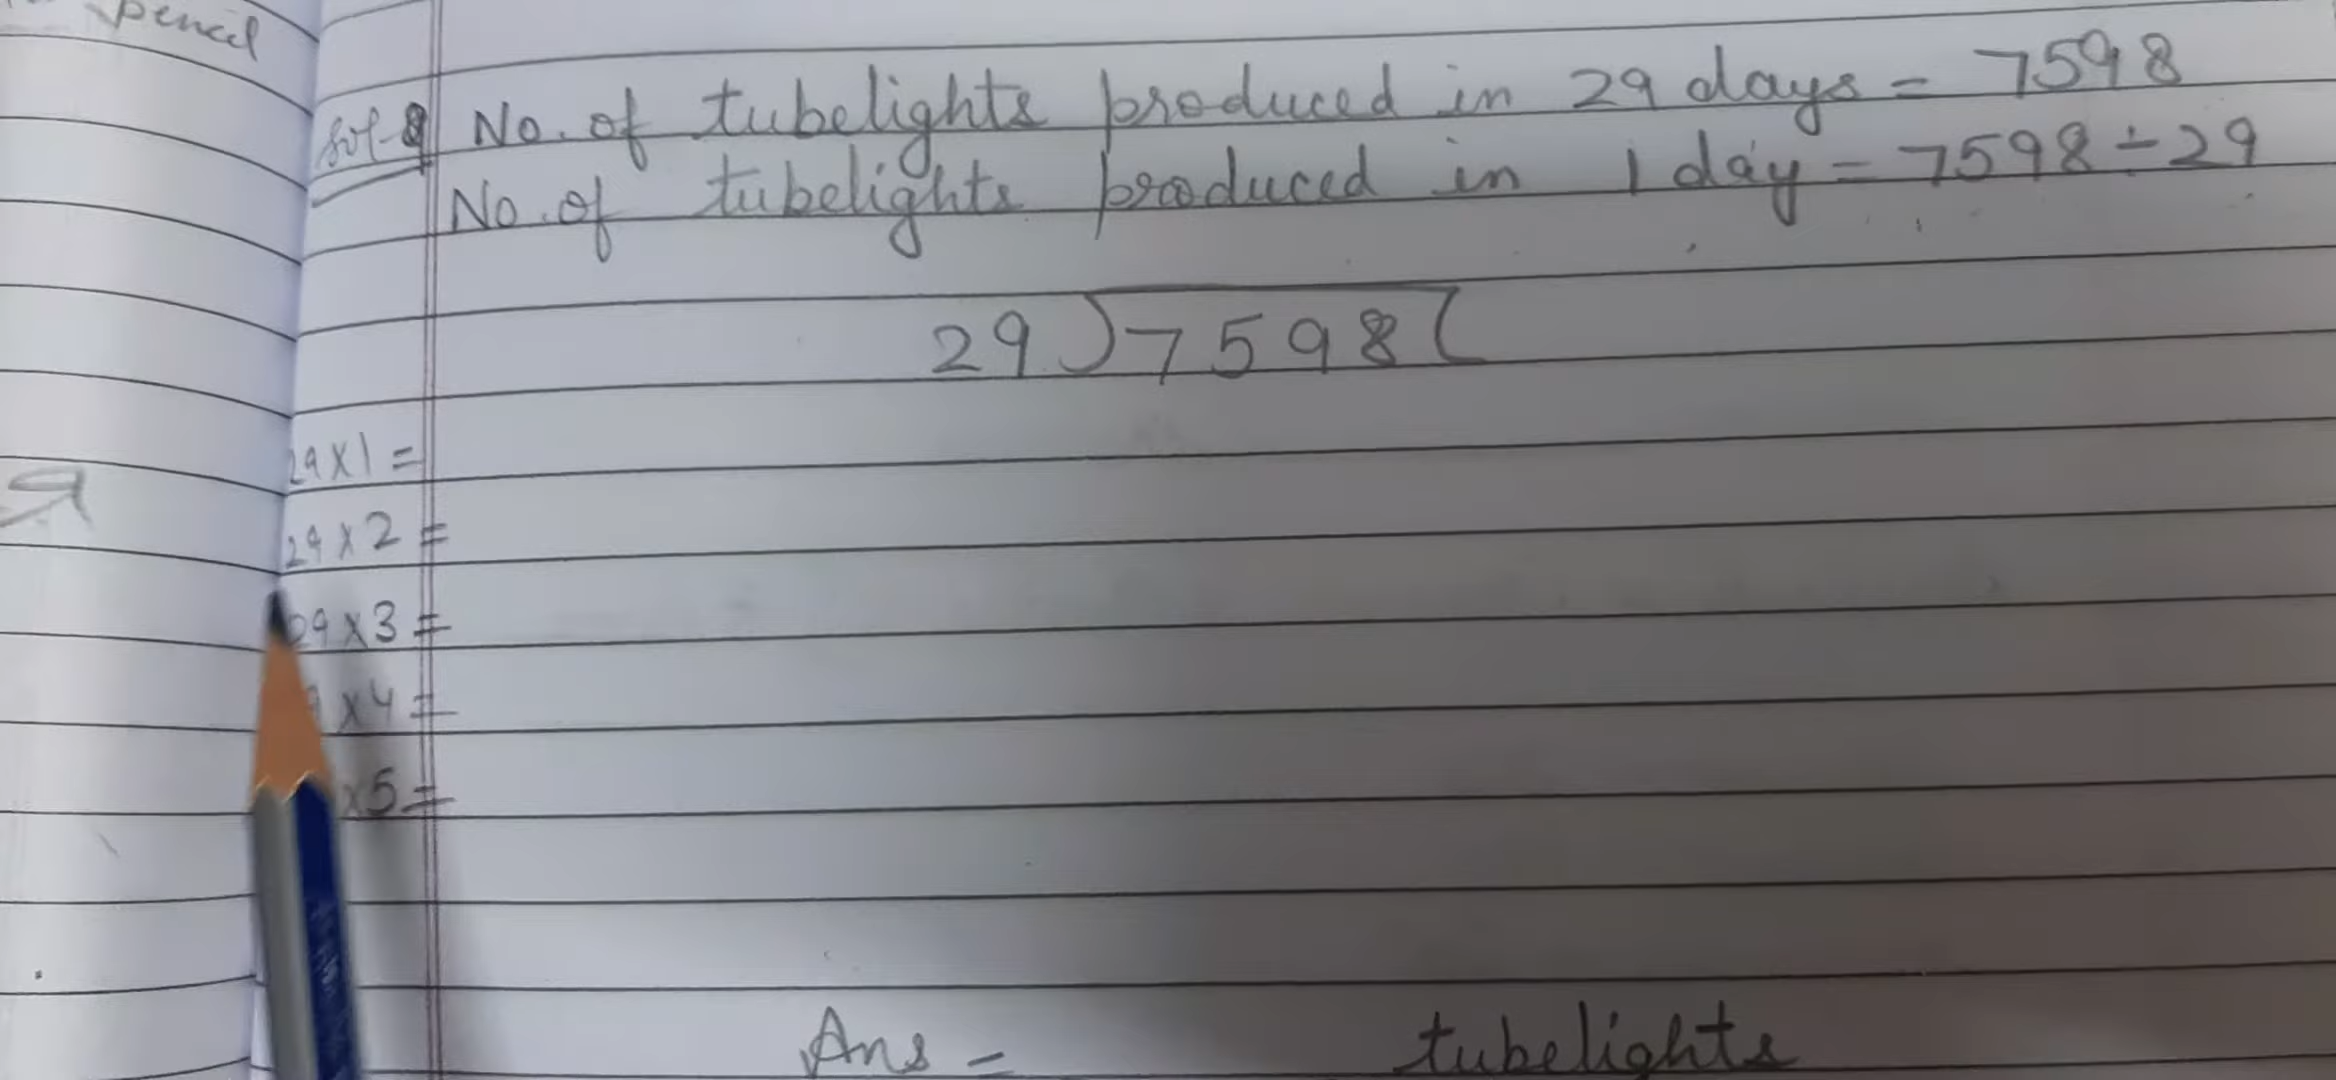 pencil
Sol-8 No. of tubelights produced in 29 days = 7598
No. of tubelights produced in 1 day = 7598 ÷ 29
29)7598(
29 x 1 =
29 x 2 =
29 x 3 =
9 x 4 =
x 5 =
Ans = tubelights